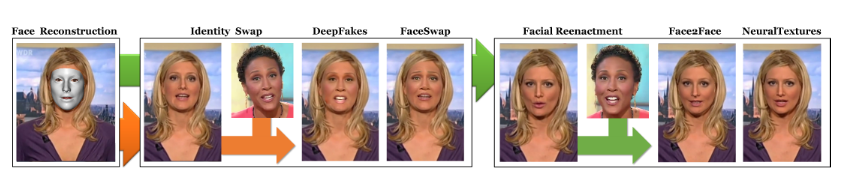 Face Reconstruction
Identity Swap
DeepFakes
FaceSwap
Facial Reenactment
Face2Face
NeuralTextures